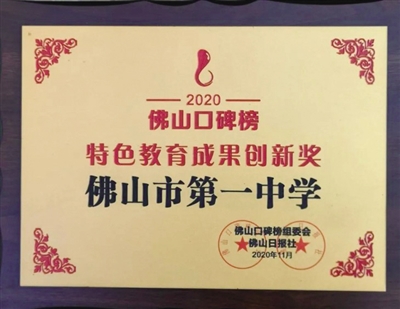 2020
佛山口碑榜
特色教育成果创新奖
佛山市第一中学
佛山口碑榜组委会
佛山日报社
2020年11月